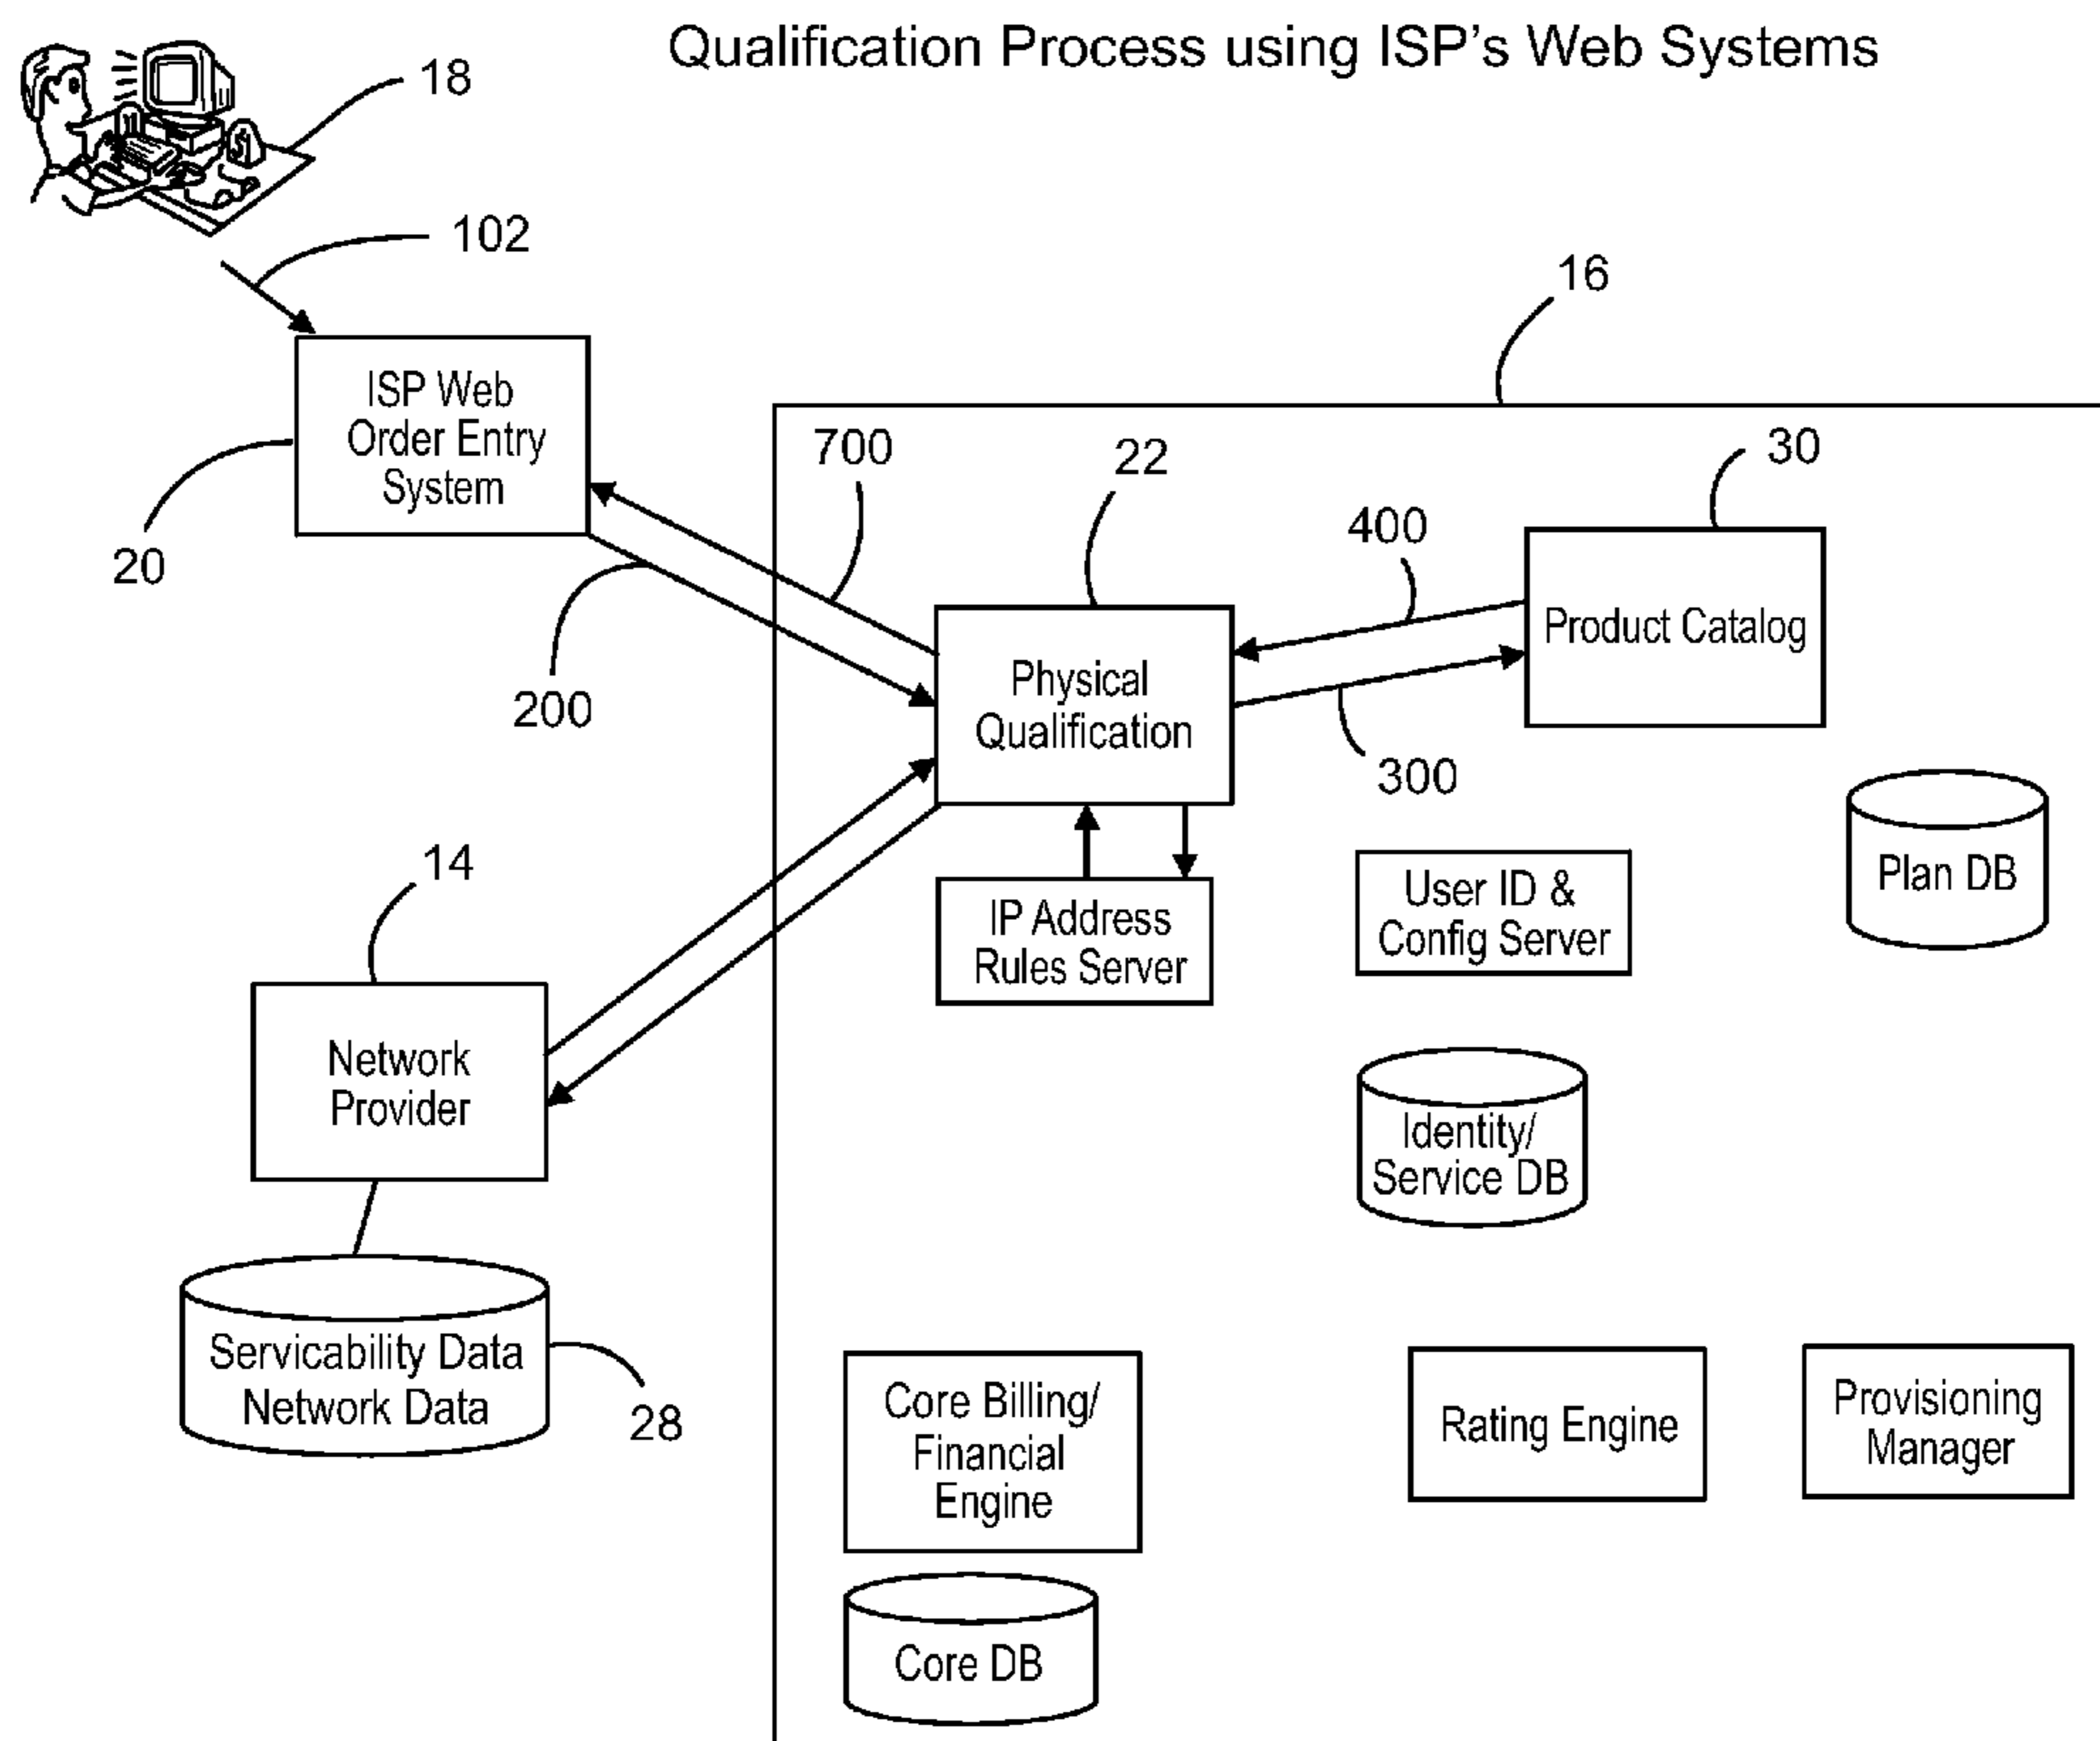 Qualification Process using ISP's Web Systems
18
102
16
ISP Web
Order Entry
System
20
700
22
30
400
200
Physical
Qualification
Product Catalog
300
14
IP Address
Rules Server
User ID &
Config Server
Plan DB
Network
Provider
Identity/
Service DB
Servicability Data
Network Data
28
Core Billing/
Financial
Engine
Rating Engine
Provisioning
Manager
Core DB